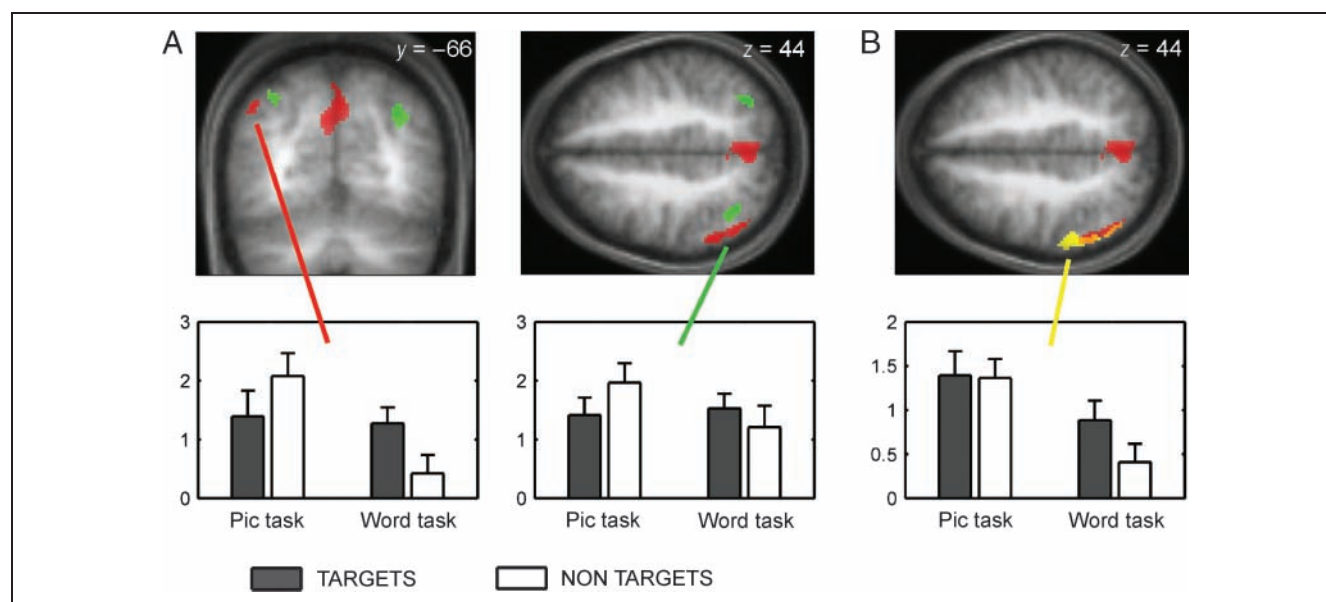 A
y = −66
z = 44
B
z = 44
3
2
1
0
Pic task
Word task
3
2
1
0
Pic task
Word task
2
1.5
1
0.5
0
Pic task
Word task
TARGETS
NON TARGETS